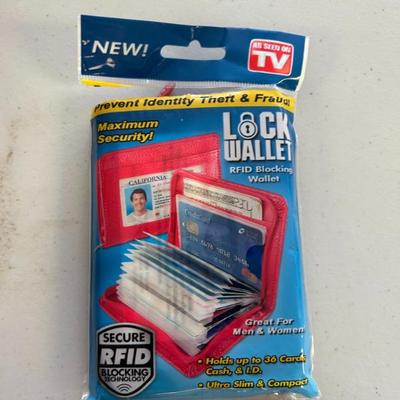 NEW!
AS SEEN ON
TV
Prevent Identity Theft & Fraud!
Maximum
Security!
LOCK
WALLET
RFID Blocking
Wallet
CALIFORNIA
Great For
Men & Women
SECURE
RFID
BLOCKING
TECHNOLOGY
• Holds up to 36 Cards,
Cash, & I.D.
• Ultra Slim & Compact